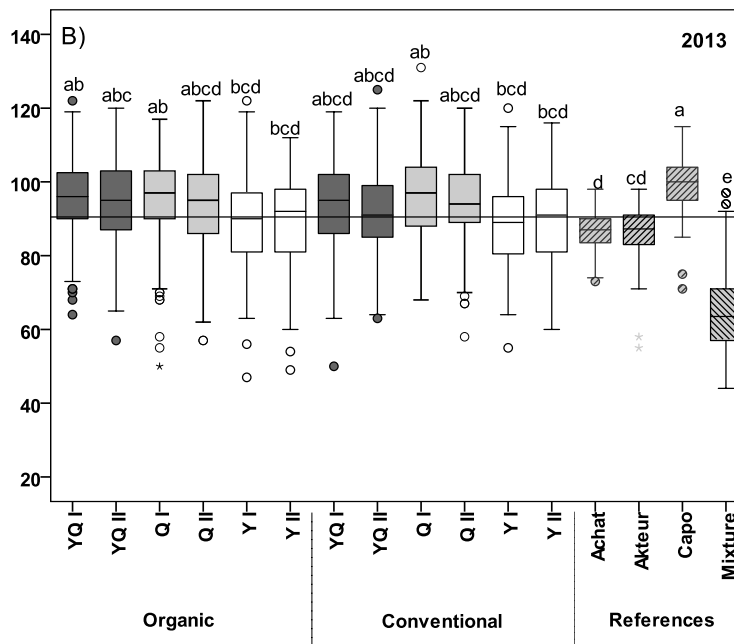 B)
2013
140
120
100
80
60
40
20
ab abc ab abcd bcd bcd abcd abcd ab abcd bcd bcd d cd a e
YQ I YQ II Q I Q II Y I Y II YQ I YQ II Q I Q II Y I Y II Achat Akteur Capo Mixture
Organic Conventional References